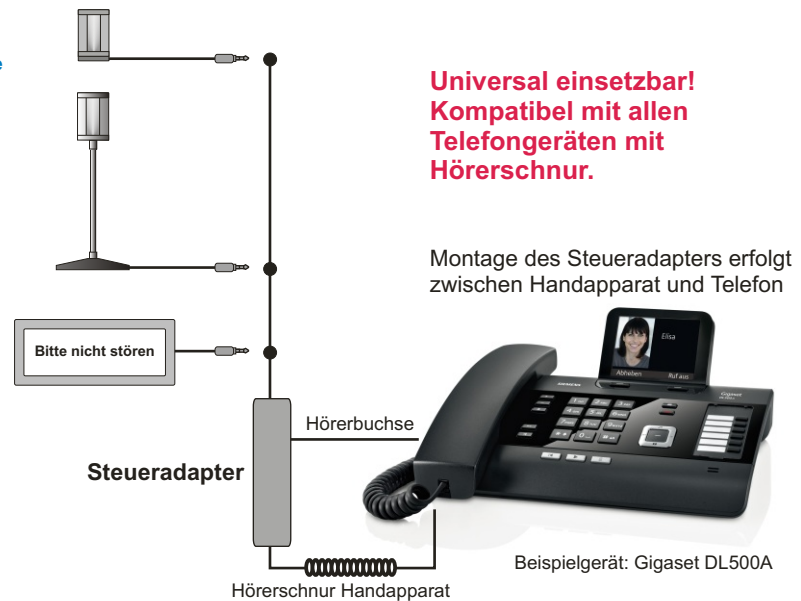 e
Universal einsetzbar!
Kompatibel mit allen
Telefongeräten mit
Hörerschnur.
Montage des Steueradapters erfolgt
zwischen Handapparat und Telefon
Elisa
Abheben Ruf aus
Gigaset
Bitte nicht stören
Hörerbuchse
Steueradapter
Beispielgerät: Gigaset DL500A
Hörerschnur Handapparat